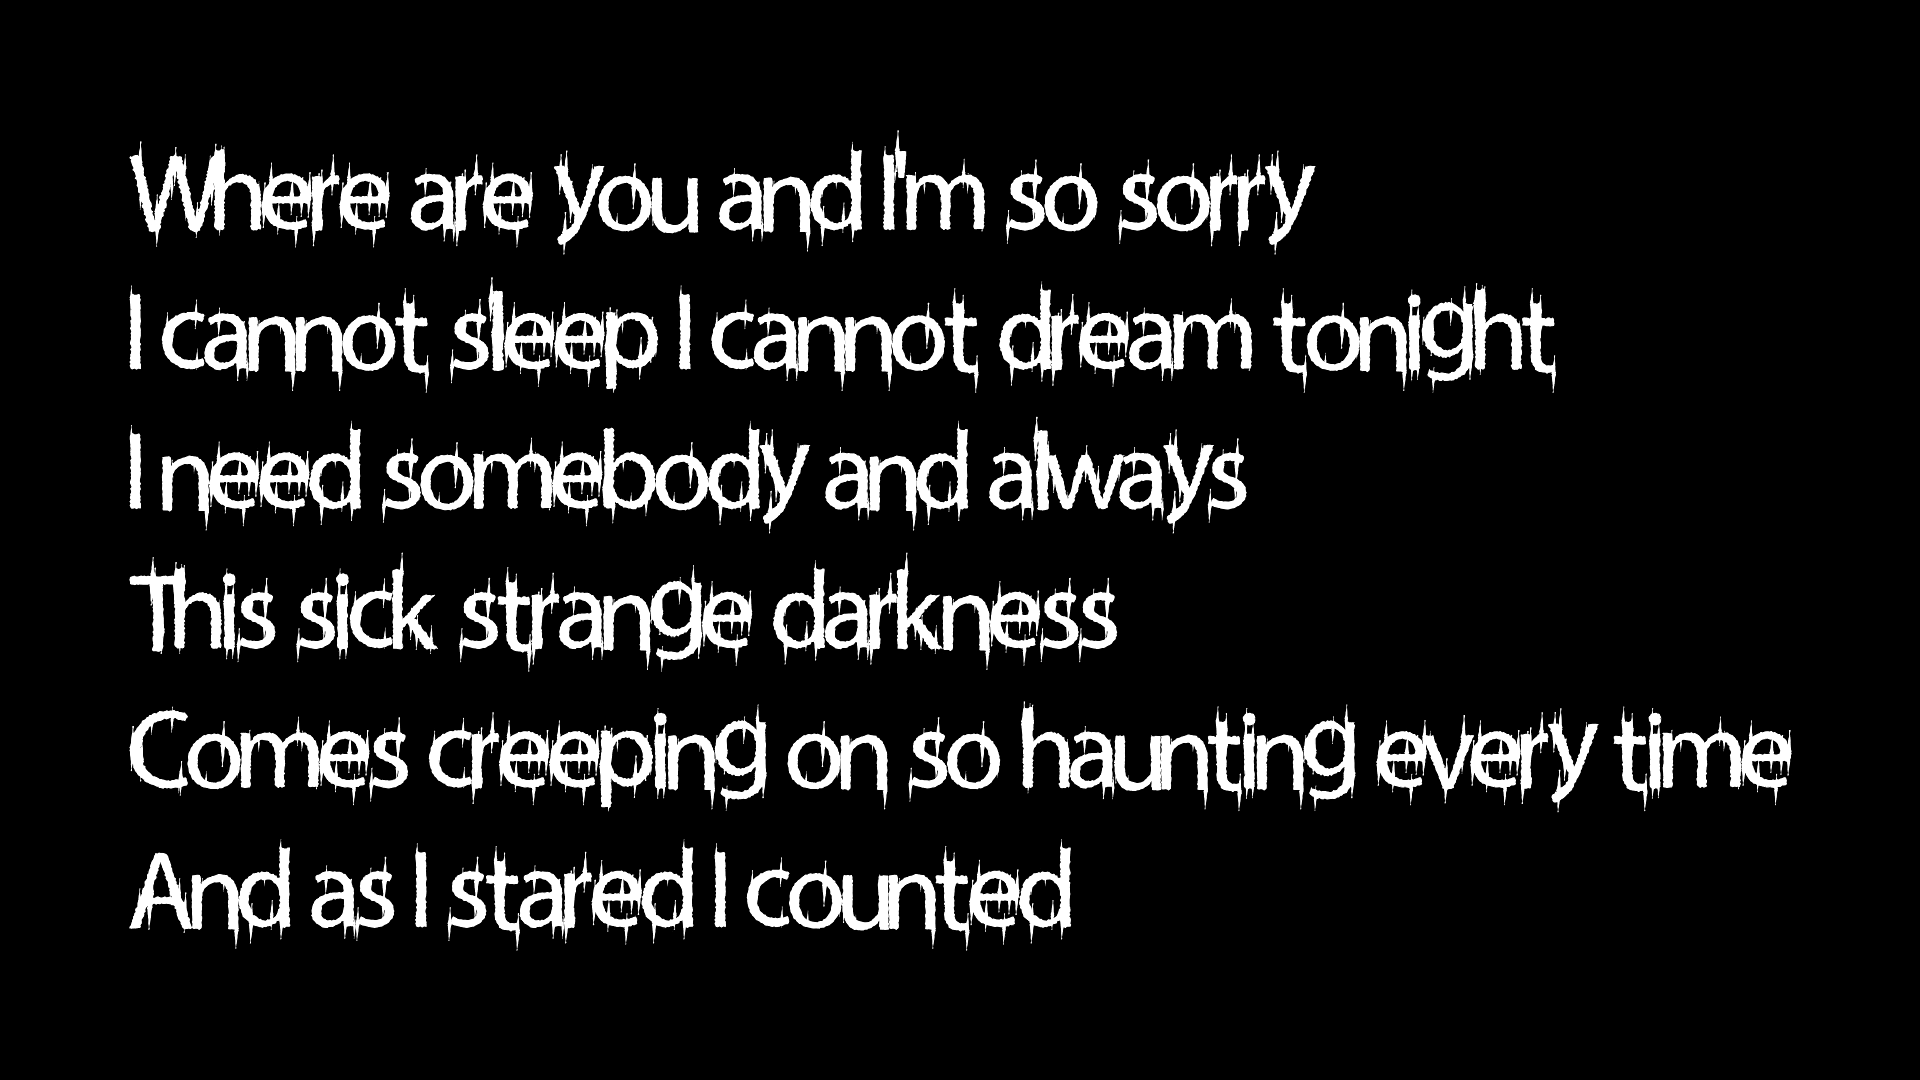 Where are you and I'm so sorry
I cannot sleep I cannot dream tonight
I need somebody and always
This sick strange darkness
Comes creeping on so haunting every time
And as I stared I counted